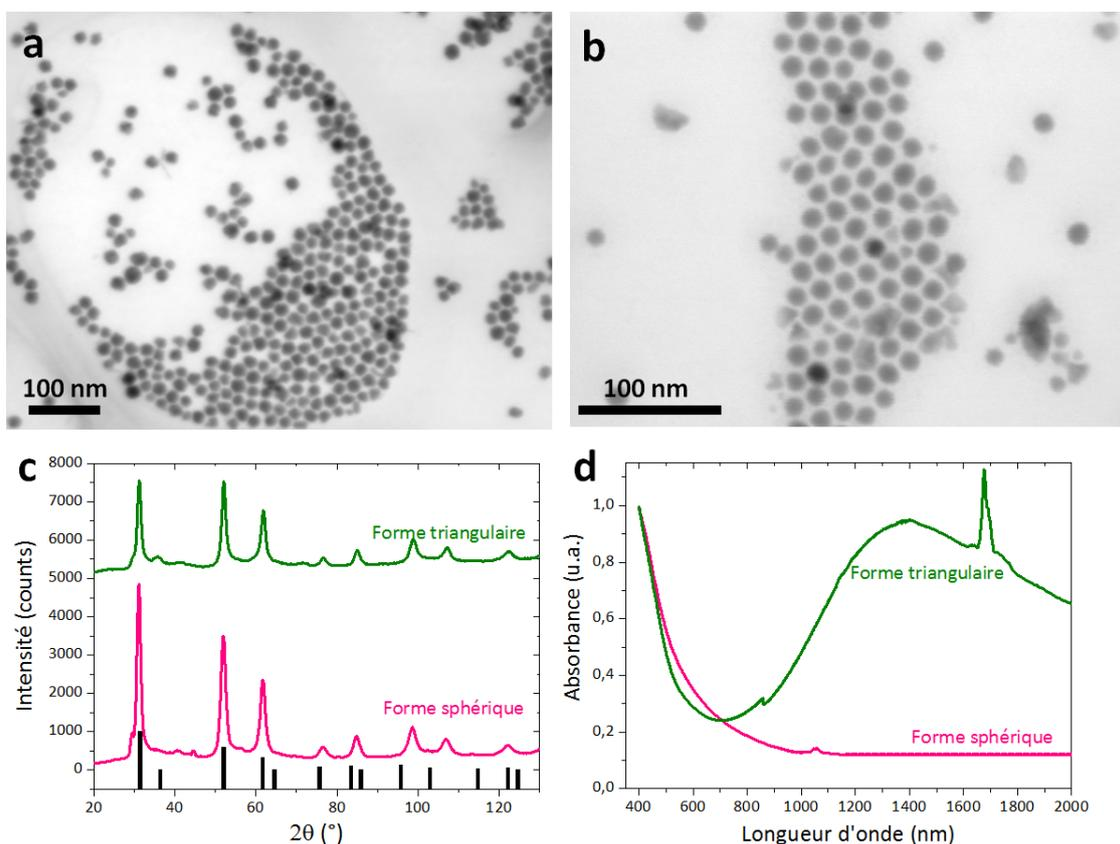 a
100 nm
b
100 nm
c
8000
7000
6000
5000
4000
3000
2000
1000
0
Intensité (counts)
Forme triangulaire
Forme sphérique
20 40 60 80 100 120
2θ (°)
d
1,0
0,8
0,6
0,4
0,2
0,0
Absorbance (u.a.)
Forme triangulaire
Forme sphérique
400 600 800 1000 1200 1400 1600 1800 2000
Longueur d'onde (nm)